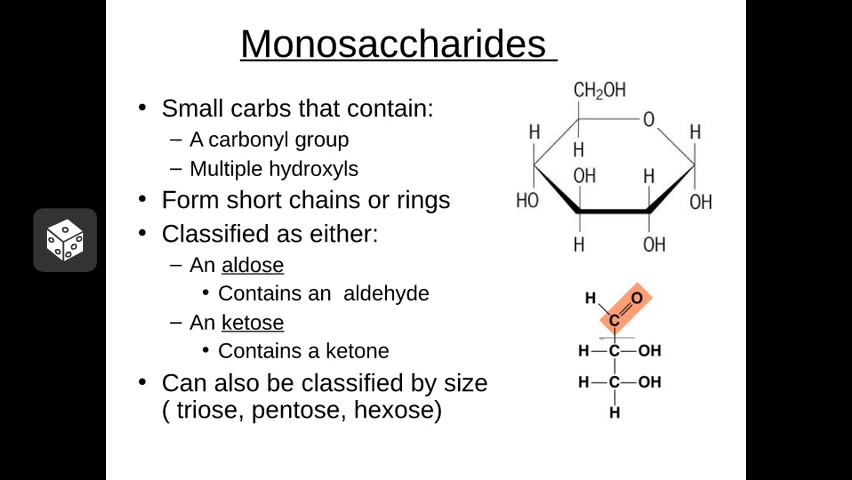 Monosaccharides
• Small carbs that contain:
– A carbonyl group
– Multiple hydroxyls
• Form short chains or rings
• Classified as either:
– An aldose
• Contains an  aldehyde
– An ketose
• Contains a ketone
• Can also be classified by size
( triose, pentose, hexose)
CH₂OH
O
H H
H
OH H
HO OH
H OH
H O
C
H—C—OH
H—C—OH
H